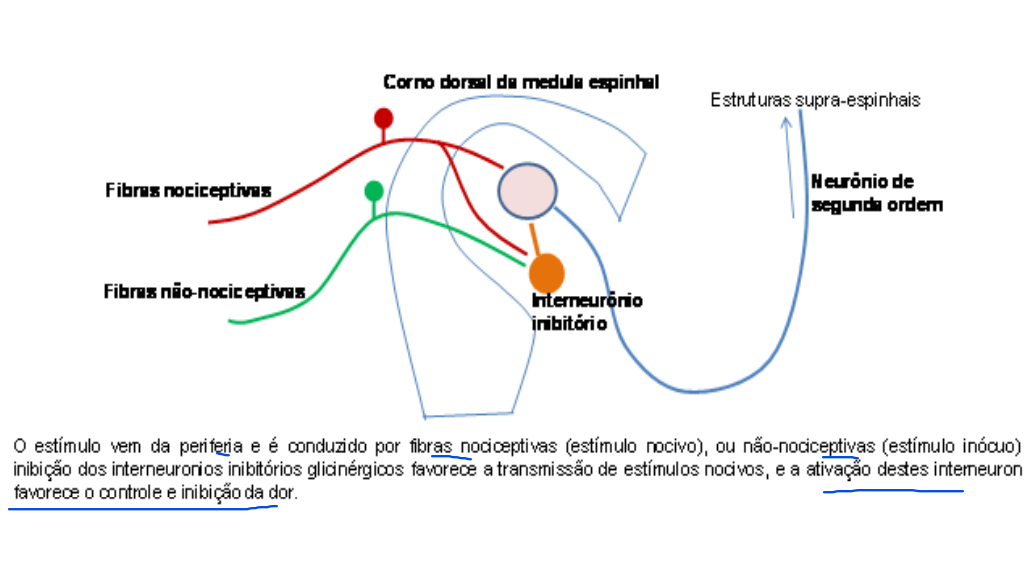 Corno dorsal da medula espinhal
Estruturas supra-espinhais
Fibras nociceptivas
Neurônio de
segunda ordem
Fibras não-nociceptivas
Interneurônio
inibitório
O estímulo vem da periferia e é conduzido por fibras nociceptivas (estímulo nocivo), ou não-nociceptivas (estímulo inócuo)
inibição dos interneuronios inibitórios glicinérgicos favorece a transmissão de estímulos nocivos, e a ativação destes interneuron
favorece o controle e inibição da dor.